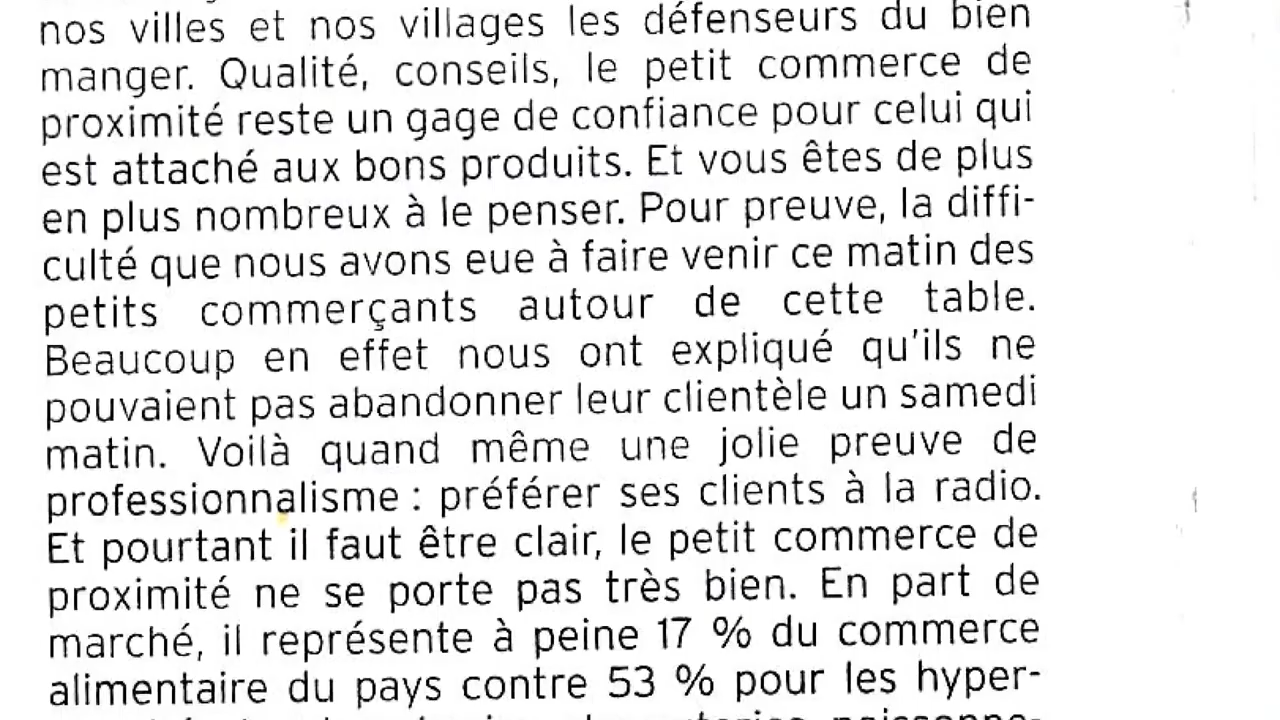 nos villes et nos villages les défenseurs du bien
manger. Qualité, conseils, le petit commerce de
proximité reste un gage de confiance pour celui qui
est attaché aux bons produits. Et vous êtes de plus
en plus nombreux à le penser. Pour preuve, la diffi-
culté que nous avons eue à faire venir ce matin des
petits commerçants autour de cette table.
Beaucoup en effet nous ont expliqué qu'ils ne
pouvaient pas abandonner leur clientèle un samedi
matin. Voilà quand même une jolie preuve de
professionnalisme : préférer ses clients à la radio.
Et pourtant il faut être clair, le petit commerce de
proximité ne se porte pas très bien. En part de
marché, il représente à peine 17 % du commerce
alimentaire du pays contre 53 % pour les hyper-